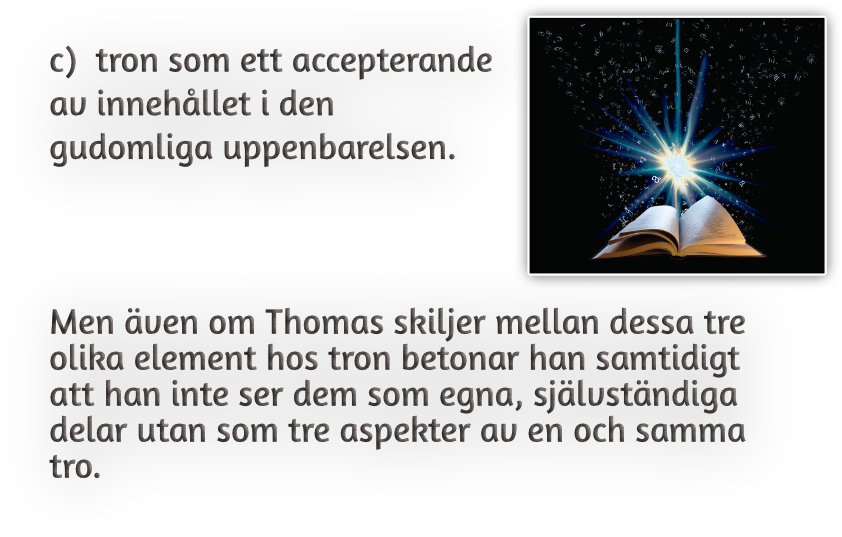 c) tron som ett accepterande
av innehållet i den
gudomliga uppenbarelsen.
Men även om Thomas skiljer mellan dessa tre
olika element hos tron betonar han samtidigt
att han inte ser dem som egna, självständiga
delar utan som tre aspekter av en och samma
tro.